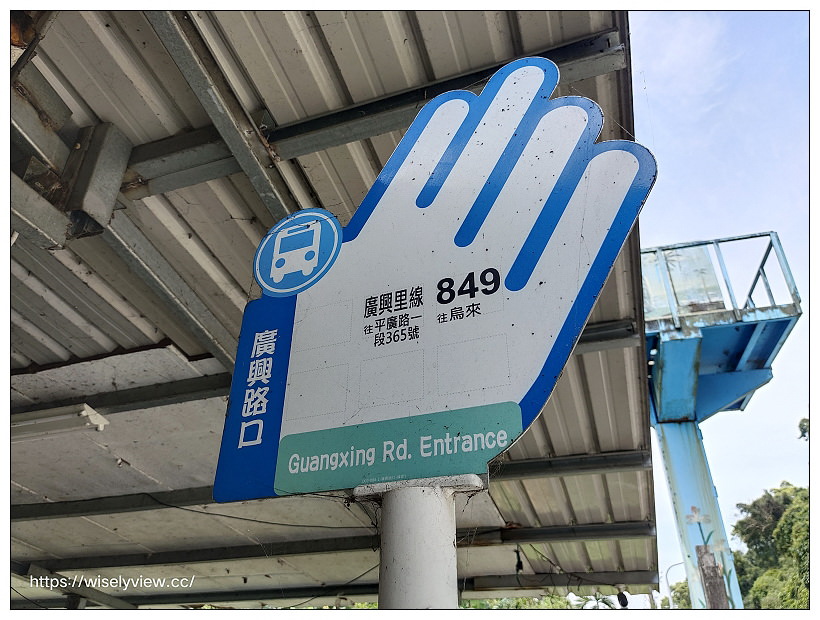 廣興里線
往平廣路一
段365號
849
往烏來
廣興路口
Guangxing Rd. Entrance
https://wiselyview.cc/